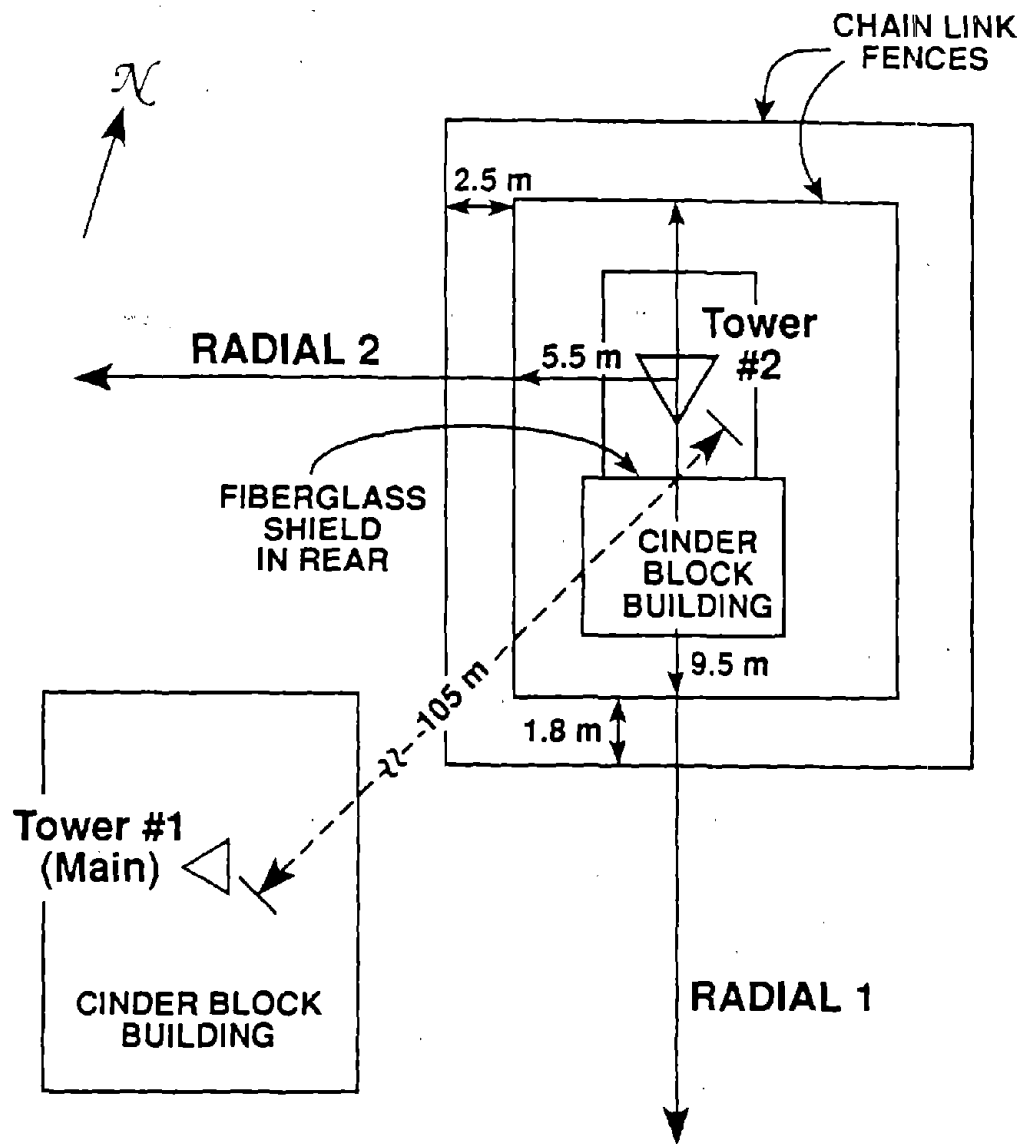 CHAIN LINK
FENCES
N
2.5 m
RADIAL 2
5.5 m
Tower
#2
FIBERGLASS
SHIELD
IN REAR
CINDER
BLOCK
BUILDING
9.5 m
105 m
1.8 m
Tower #1
(Main)
RADIAL 1
CINDER BLOCK
BUILDING